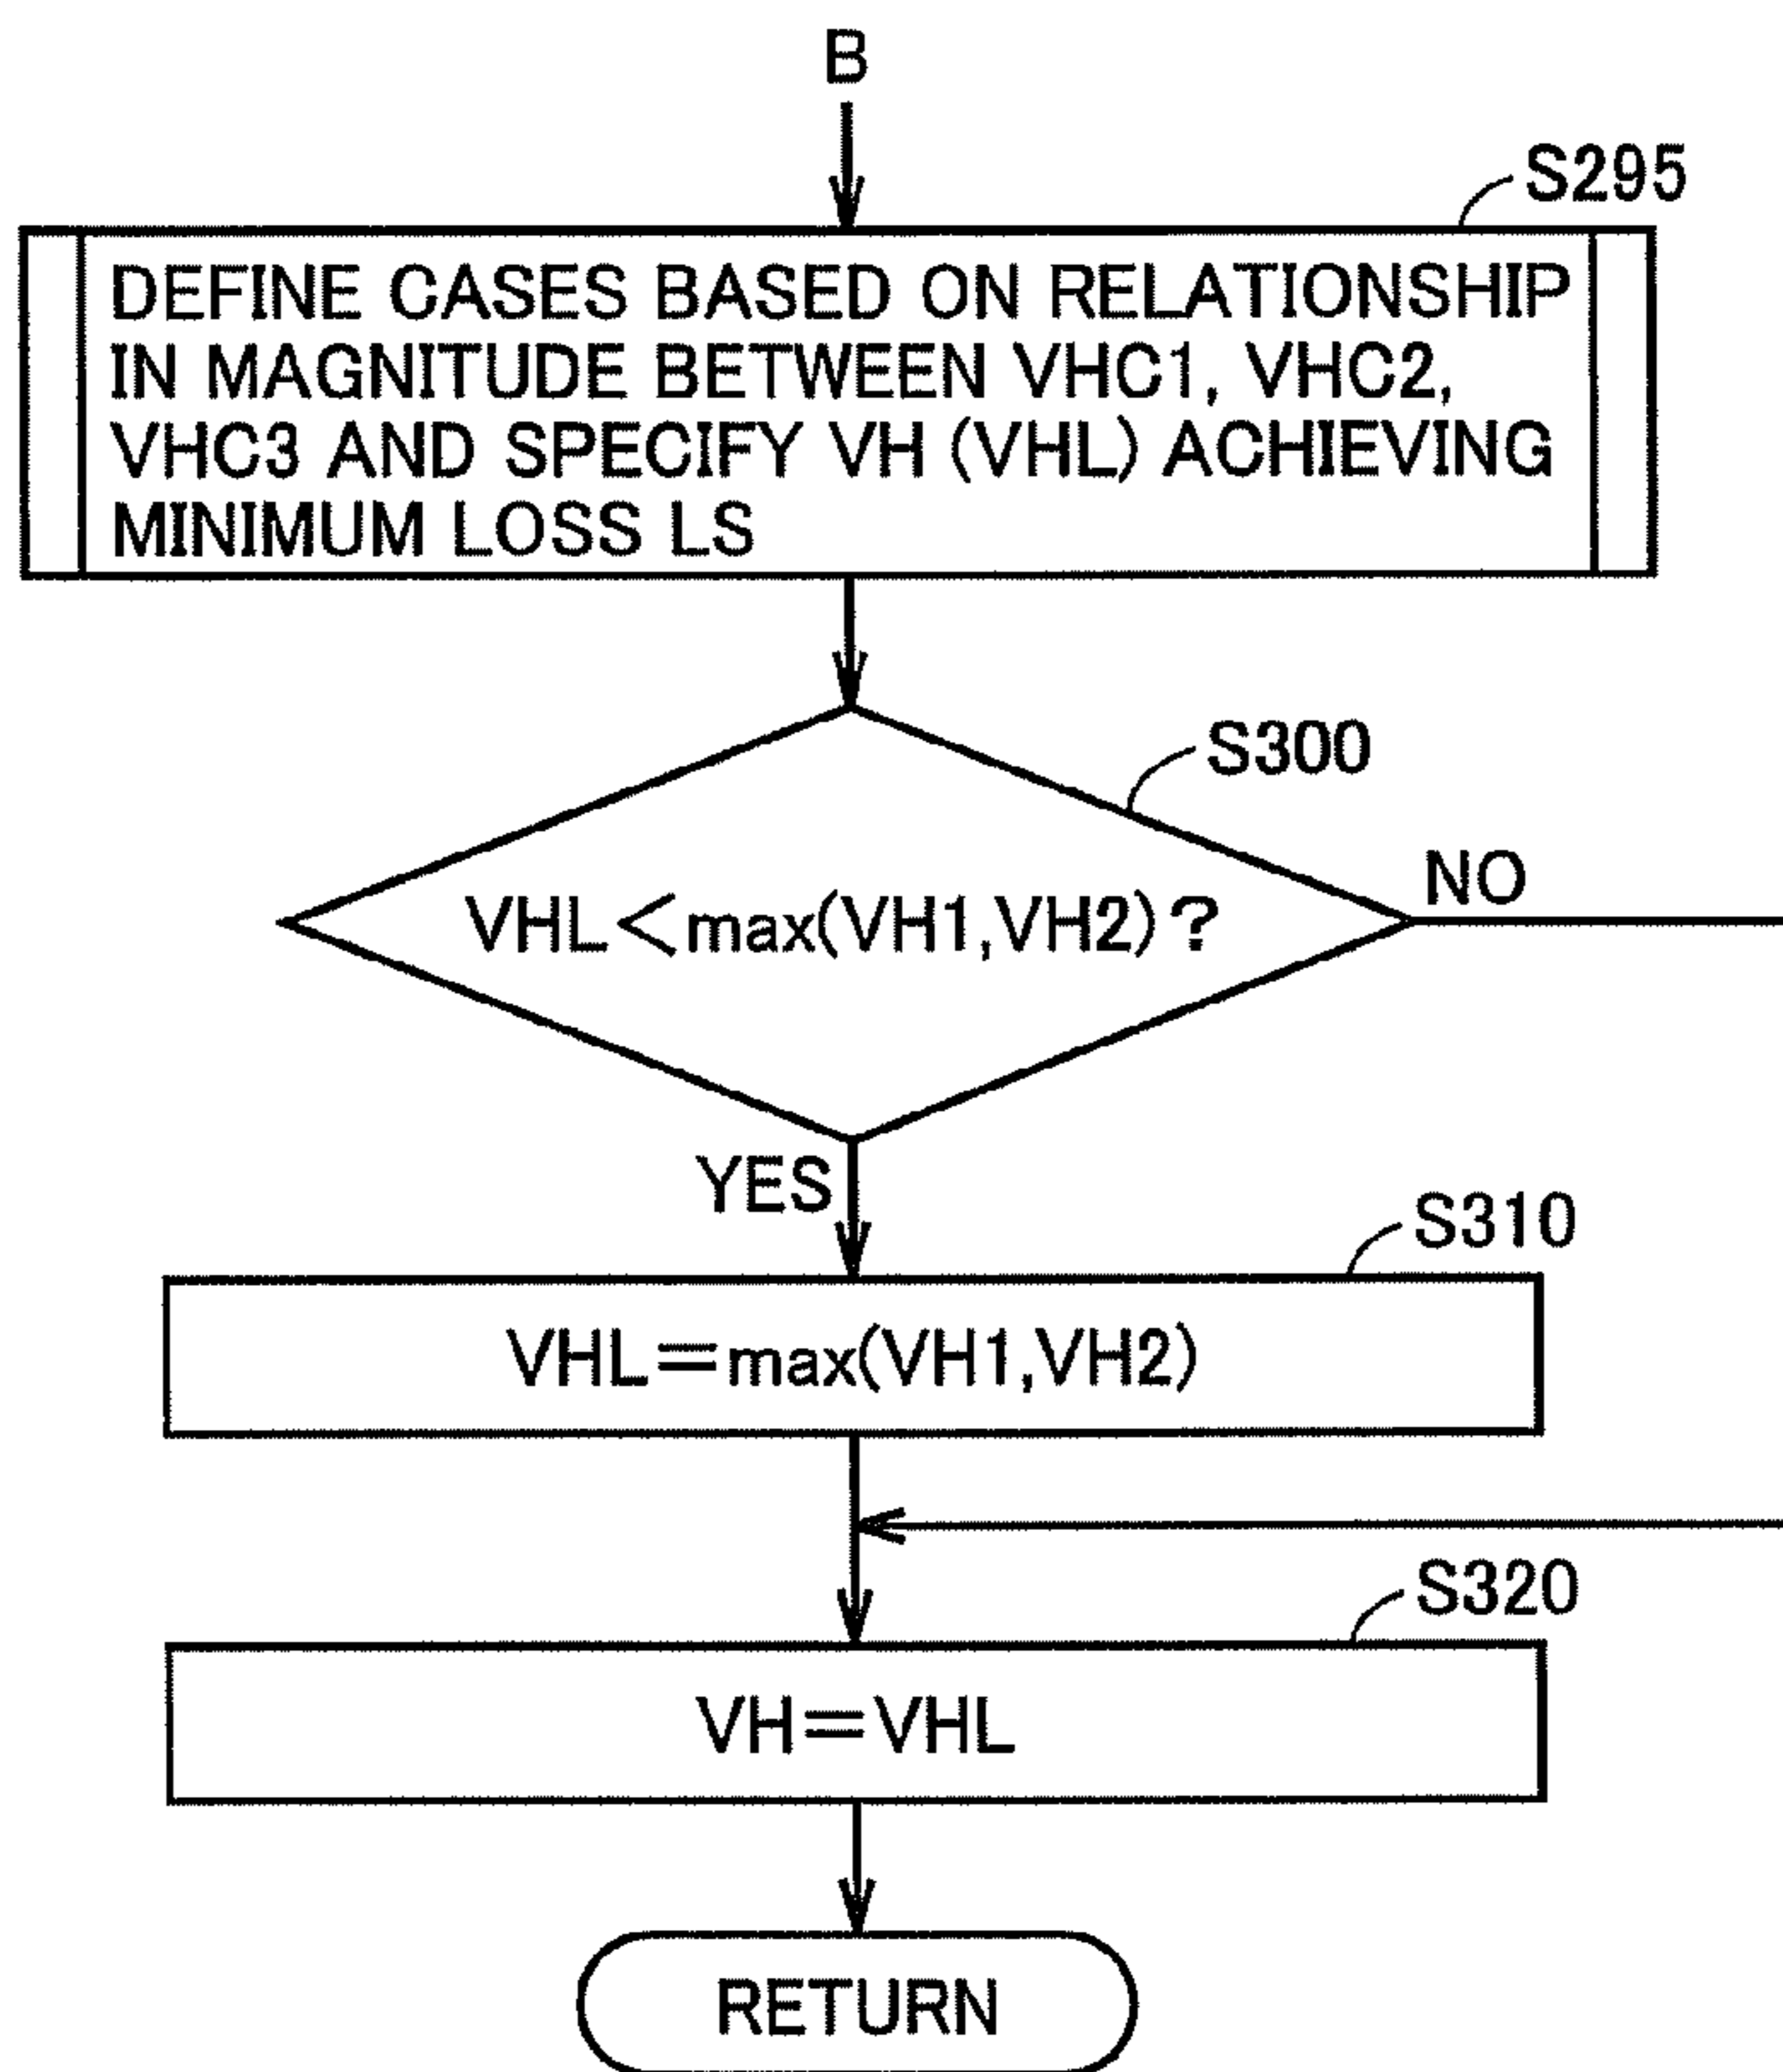 B
S295
DEFINE CASES BASED ON RELATIONSHIP
IN MAGNITUDE BETWEEN VHC1, VHC2,
VHC3 AND SPECIFY VH (VHL) ACHIEVING
MINIMUM LOSS LS
S300
VHL<max(VH1,VH2)?
NO
YES
S310
VHL=max(VH1,VH2)
S320
VH=VHL
RETURN